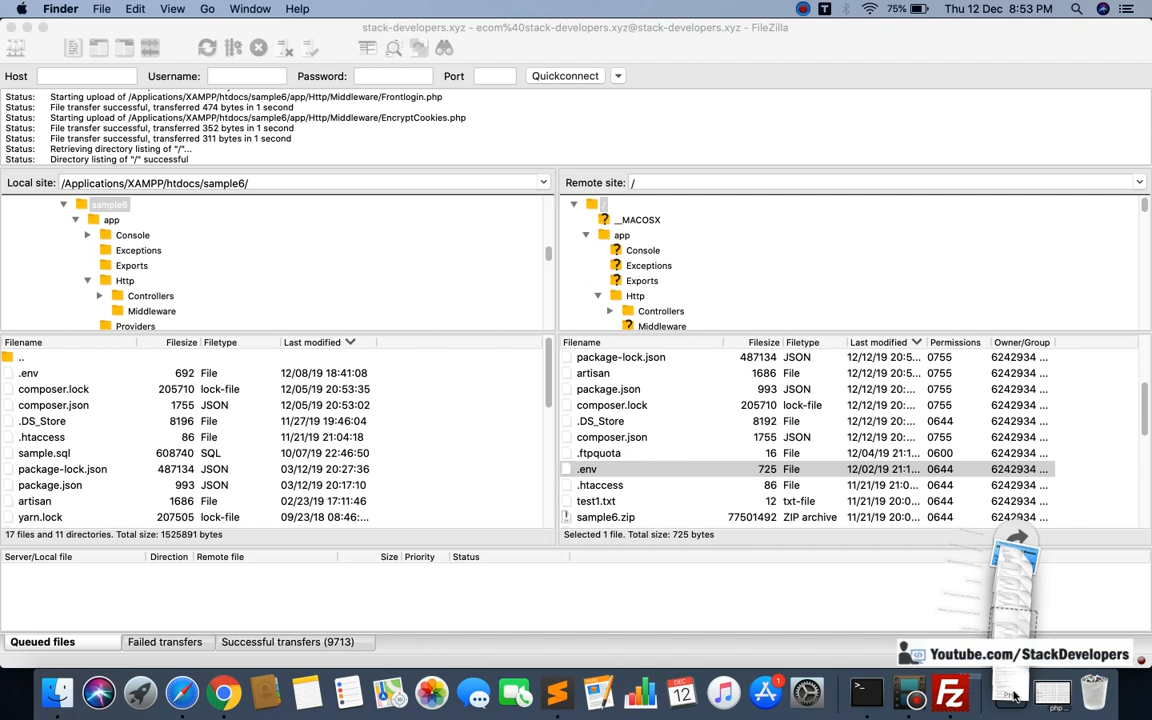 Finder File Edit View Go Window Help T 75% Thu 12 Dec 8:53 PM
stack-developers.xyz - ecom%40stack-developers.xyz@stack-developers.xyz - FileZilla
Host Username: Password: Port Quickconnect
Status: Starting upload of /Applications/XAMPP/htdocs/sample6/app/Http/Middleware/Frontlogin.php
Status: File transfer successful, transferred 474 bytes in 1 second
Status: Starting upload of /Applications/XAMPP/htdocs/sample6/app/Http/Middleware/EncryptCookies.php
Status: File transfer successful, transferred 352 bytes in 1 second
Status: File transfer successful, transferred 311 bytes in 1 second
Status: Retrieving directory listing of "/"...
Status: Directory listing of "/" successful
Local site: /Applications/XAMPP/htdocs/sample6/ Remote site: /
sample6 /
app ? __MACOSX
Console app
Exceptions ? Console
Exports ? Exceptions
Http ? Exports
Controllers Http
Middleware Controllers
Providers ? Middleware
Filename Filesize Filetype Last modified Filename Filesize Filetype Last modified Permissions Owner/Group
.. package-lock.json 487134 JSON 12/12/19 20:5... 0755 6242934 ...
.env 692 File 12/08/19 18:41:08 artisan 1686 File 12/12/19 20:5... 0755 6242934 ...
composer.lock 205710 lock-file 12/05/19 20:53:35 package.json 993 JSON 12/12/19 20:... 0755 6242934 ...
composer.json 1755 JSON 12/05/19 20:53:02 composer.lock 205710 lock-file 12/12/19 20:... 0755 6242934 ...
.DS_Store 8196 File 11/27/19 19:46:04 .DS_Store 8192 File 12/12/19 20:... 0644 6242934 ...
.htaccess 86 File 11/21/19 21:04:18 composer.json 1755 JSON 12/12/19 20:... 0755 6242934 ...
sample.sql 608740 SQL 10/07/19 22:46:50 .ftpquota 16 File 12/04/19 21:1... 0600 6242934 ...
package-lock.json 487134 JSON 03/12/19 20:27:36 .env 725 File 12/02/19 21:1... 0644 6242934 ...
package.json 993 JSON 03/12/19 20:17:10 .htaccess 86 File 11/21/19 21:0... 0644 6242934 ...
artisan 1686 File 02/23/19 17:11:46 test1.txt 12 txt-file 11/21/19 20:0... 0644 6242934 ...
yarn.lock 207505 lock-file 09/23/18 08:46:... sample6.zip 77501492 ZIP archive 11/21/19 20:0... 0644 6242934 ...
17 files and 11 directories. Total size: 1525891 bytes Selected 1 file. Total size: 725 bytes
Server/Local file Direction Remote file Size Priority Status
Queued files Failed transfers Successful transfers (9713)
Youtube.com/StackDevelopers
DEC
12 1
Fz php